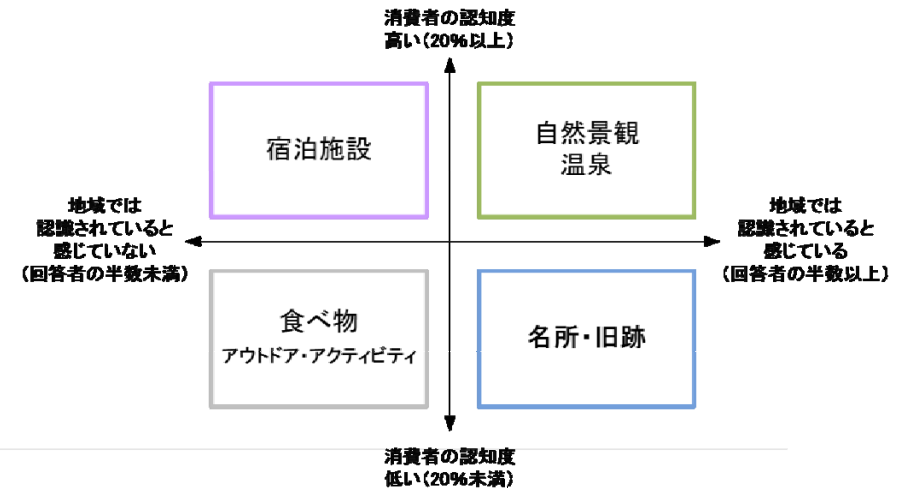 消費者の認知度
高い（20％以上）
宿泊施設
自然景観
温泉
地域では
認識されていると
感じていない
（回答者の半数未満）
地域では
認識されていると
感じている
（回答者の半数以上）
食べ物
アウトドア・アクティビティ
名所・旧跡
消費者の認知度
低い（20％未満）